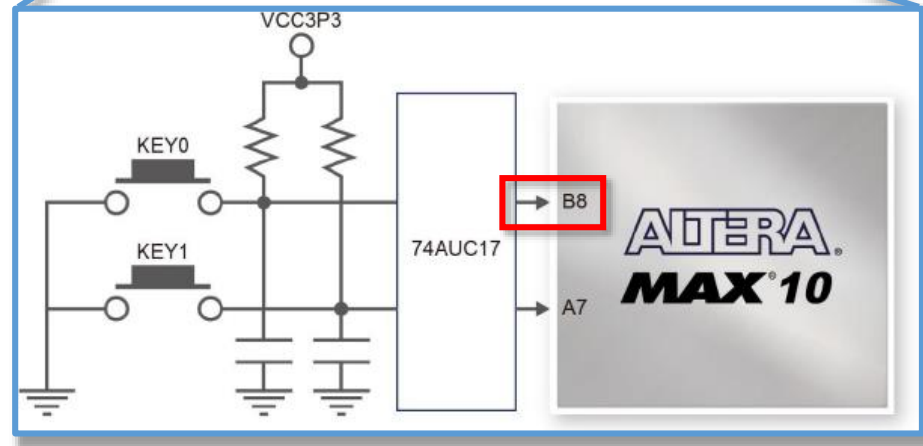 VCC3P3
KEY0
KEY1
74AUC17
B8
A7
ALTERA.
MAX® 10